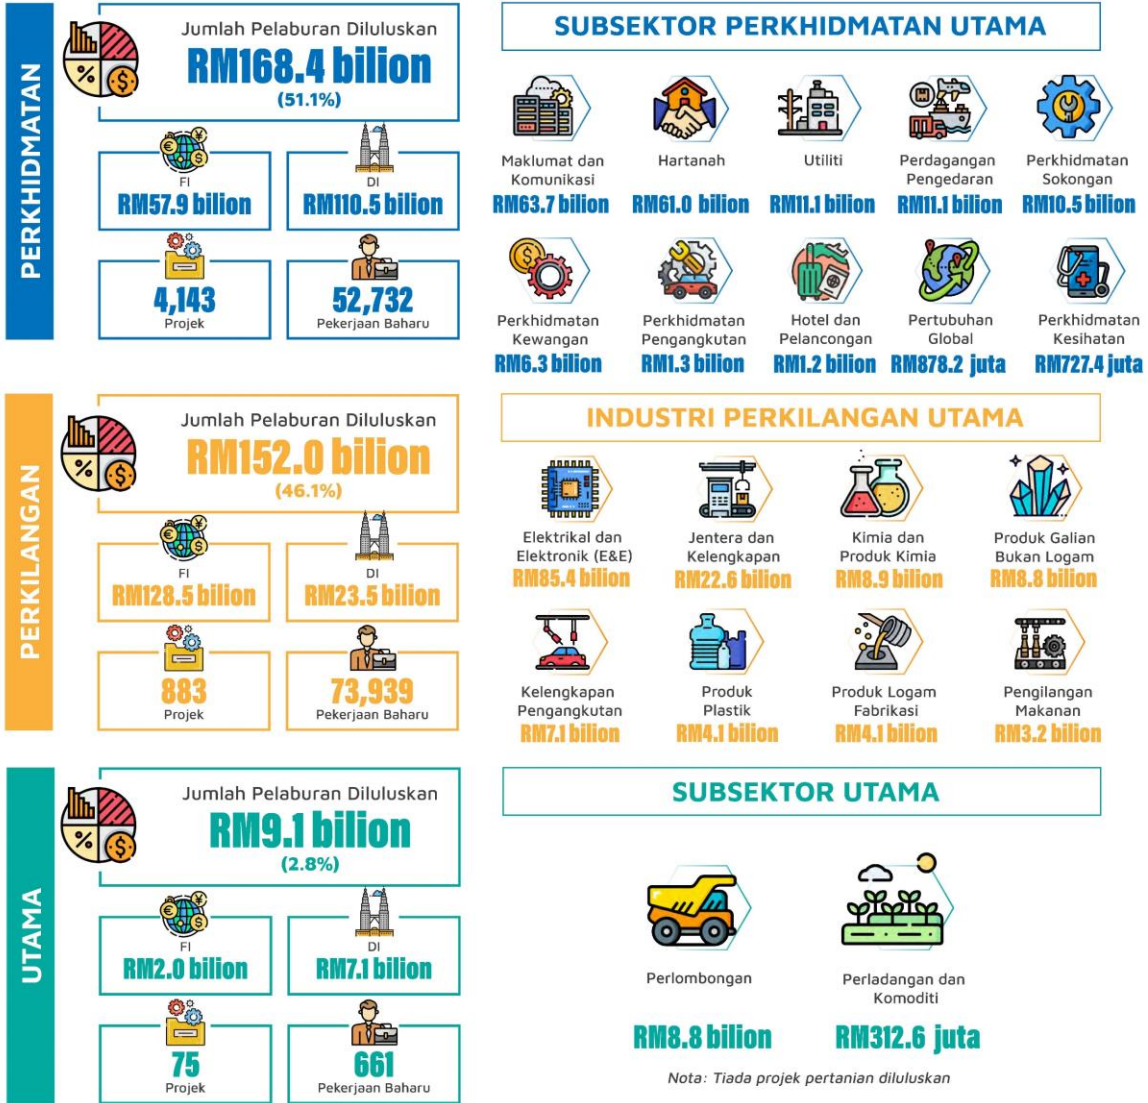 PERKHIDMATAN
Jumlah Pelaburan Diluluskan
RM168.4 bilion
(51.1%)
FI
RM57.9 bilion
DI
RM110.5 bilion
4,143
Projek
52,732
Pekerjaan Baharu
SUBSEKTOR PERKHIDMATAN UTAMA
Maklumat dan
Komunikasi
RM63.7 bilion
Hartanah
RM61.0 bilion
Utiliti
RM11.1 bilion
Perdagangan
Pengedaran
RM11.1 bilion
Perkhidmatan
Sokongan
RM10.5 bilion
Perkhidmatan
Kewangan
RM6.3 bilion
Perkhidmatan
Pengangkutan
RM1.3 bilion
Hotel dan
Pelancongan
RM1.2 bilion
Pertubuhan
Global
RM878.2 juta
Perkhidmatan
Kesihatan
RM727.4 juta
PERKILANGAN
Jumlah Pelaburan Diluluskan
RM152.0 bilion
(46.1%)
FI
RM128.5 bilion
DI
RM23.5 bilion
883
Projek
73,939
Pekerjaan Baharu
INDUSTRI PERKILANGAN UTAMA
Elektrikal dan
Elektronik (E&E)
RM85.4 bilion
Jentera dan
Kelengkapan
RM22.6 bilion
Kimia dan
Produk Kimia
RM8.9 bilion
Produk Galian
Bukan Logam
RM8.8 bilion
Kelengkapan
Pengangkutan
RM7.1 bilion
Produk
Plastik
RM4.1 bilion
Produk Logam
Fabrikasi
RM4.1 bilion
Pengilangan
Makanan
RM3.2 bilion
UTAMA
Jumlah Pelaburan Diluluskan
RM9.1 bilion
(2.8%)
FI
RM2.0 bilion
DI
RM7.1 bilion
75
Projek
661
Pekerjaan Baharu
SUBSEKTOR UTAMA
Perlombongan
RM8.8 bilion
Perladangan dan
Komoditi
RM312.6 juta
Nota: Tiada projek pertanian diluluskan